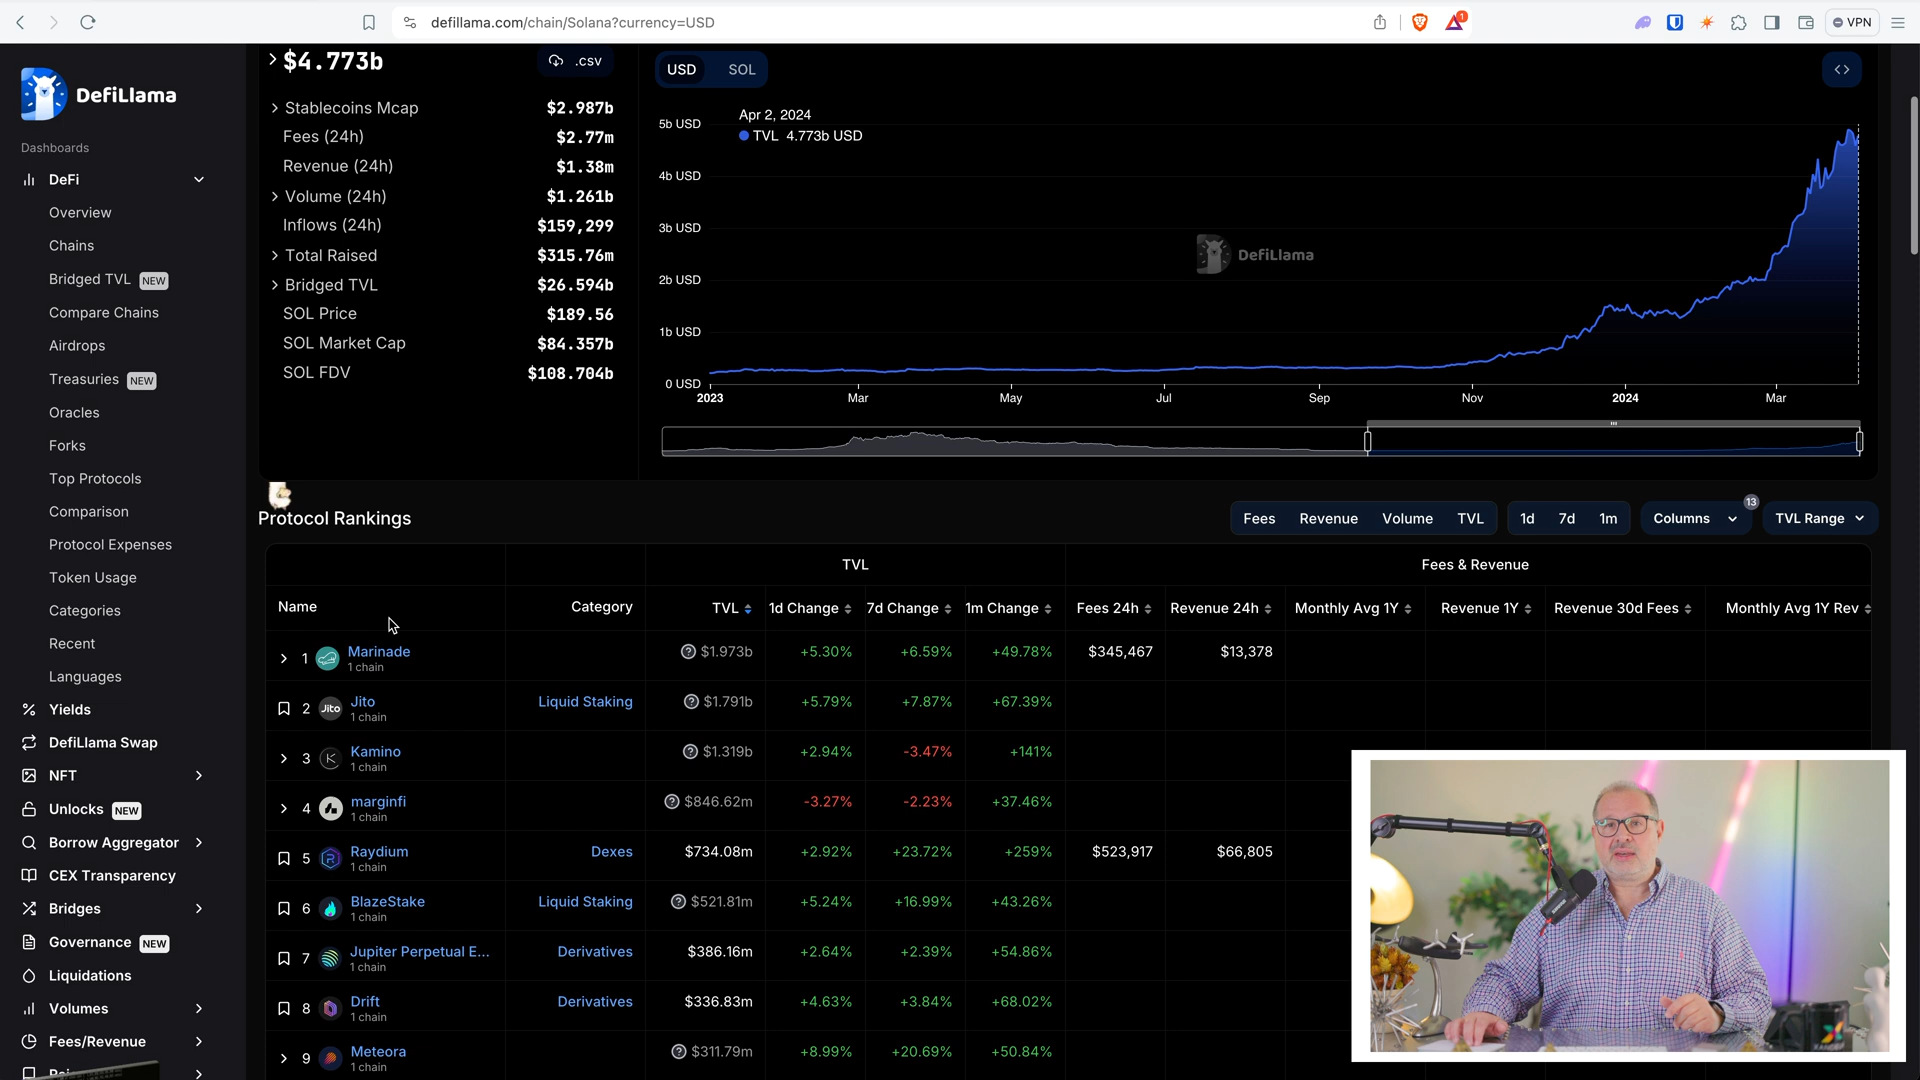 defillama.com/chain/Solana?currency=USD
1
VPN
DefiLlama
Dashboards
DeFi
Overview
Chains
Bridged TVL NEW
Compare Chains
Airdrops
Treasuries NEW
Oracles
Forks
Top Protocols
Comparison
Protocol Expenses
Token Usage
Categories
Recent
Languages
Yields
DefiLlama Swap
NFT
Unlocks NEW
Borrow Aggregator
CEX Transparency
Bridges
Governance NEW
Liquidations
Volumes
Fees/Revenue
$4.773b
.csv
Stablecoins Mcap $2.987b
Fees (24h) $2.77m
Revenue (24h) $1.38m
Volume (24h) $1.261b
Inflows (24h) $159,299
Total Raised $315.76m
Bridged TVL $26.594b
SOL Price $189.56
SOL Market Cap $84.357b
SOL FDV $108.704b
USD SOL
Apr 2, 2024
TVL 4.773b USD
5b USD
4b USD
3b USD
2b USD
1b USD
0 USD
DefiLlama
2023 Mar May Jul Sep Nov 2024 Mar
Protocol Rankings
Fees Revenue Volume TVL
1d 7d 1m
Columns 13
TVL Range
TVL Fees & Revenue
Name Category TVL 1d Change 7d Change 1m Change Fees 24h Revenue 24h Monthly Avg 1Y Revenue 1Y Revenue 30d Fees Monthly Avg 1Y Rev
1 Marinade $1.973b +5.30% +6.59% +49.78% $345,467 $13,378
1 chain
2 Jito Jito Liquid Staking $1.791b +5.79% +7.87% +67.39%
1 chain
3 Kamino $1.319b +2.94% -3.47% +141%
1 chain
4 marginfi $846.62m -3.27% -2.23% +37.46%
1 chain
5 Raydium Dexes $734.08m +2.92% +23.72% +259% $523,917 $66,805
1 chain
6 BlazeStake Liquid Staking $521.81m +5.24% +16.99% +43.26%
1 chain
7 Jupiter Perpetual E... Derivatives $386.16m +2.64% +2.39% +54.86%
1 chain
8 Drift Derivatives $336.83m +4.63% +3.84% +68.02%
1 chain
9 Meteora $311.79m +8.99% +20.69% +50.84%
1 chain